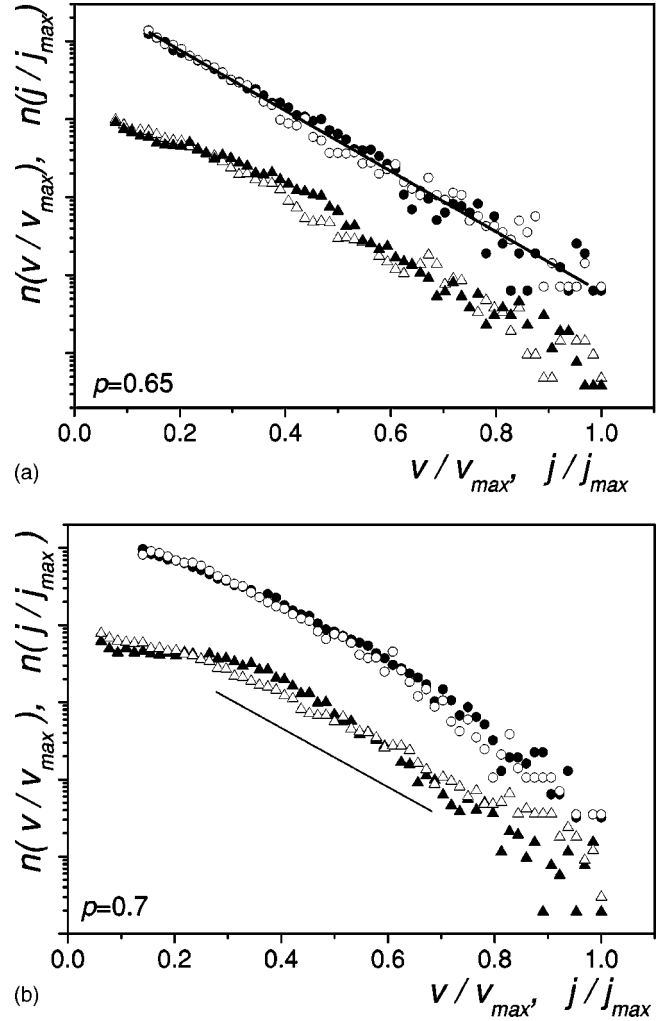 n(v / v_max), n(j / j_max)
p=0.65
0.0 0.2 0.4 0.6 0.8 1.0
(a) v / v_max, j / j_max
n( v / v_max), n( j / j_max)
p=0.7
0.0 0.2 0.4 0.6 0.8 1.0
(b) v / v_max, j / j_max